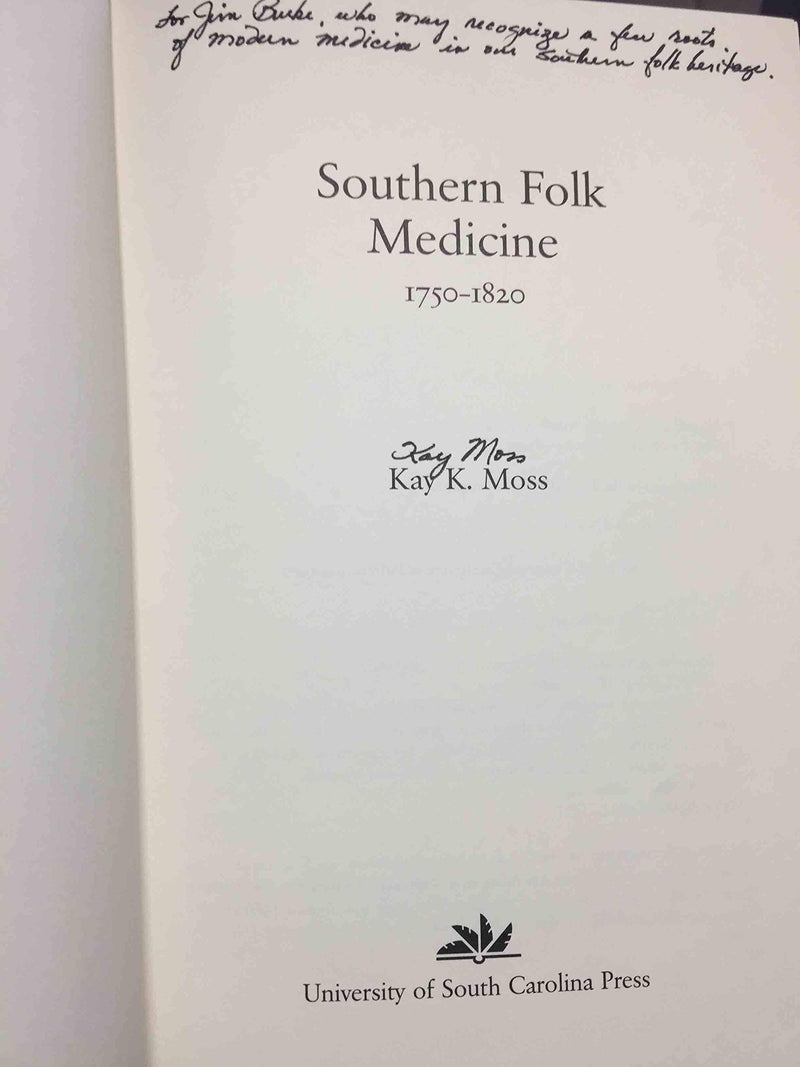 for Jim Burke, who may recognize a few roots
of modern medicine in our southern folk heritage.
Southern Folk
Medicine
1750–1820
Kay Moss
Kay K. Moss
University of South Carolina Press